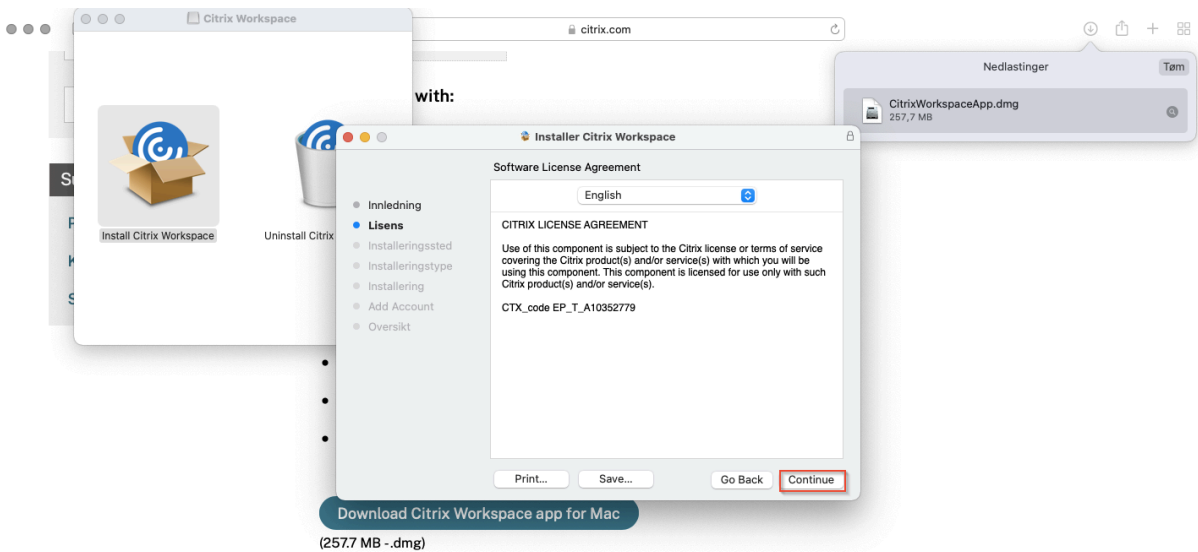 Citrix Workspace
citrix.com
Nedlastinger
Tøm
CitrixWorkspaceApp.dmg
257,7 MB
with:
Install Citrix Workspace
Uninstall Citrix
Installer Citrix Workspace
Software License Agreement
Innledning
Lisens
Installeringssted
Installeringstype
Installering
Add Account
Oversikt
English
CITRIX LICENSE AGREEMENT
Use of this component is subject to the Citrix license or terms of service
covering the Citrix product(s) and/or service(s) with which you will be
using this component. This component is licensed for use only with such
Citrix product(s) and/or service(s).
CTX_code EP_T_A10352779
Print...
Save...
Go Back
Continue
Download Citrix Workspace app for Mac
(257.7 MB -.dmg)